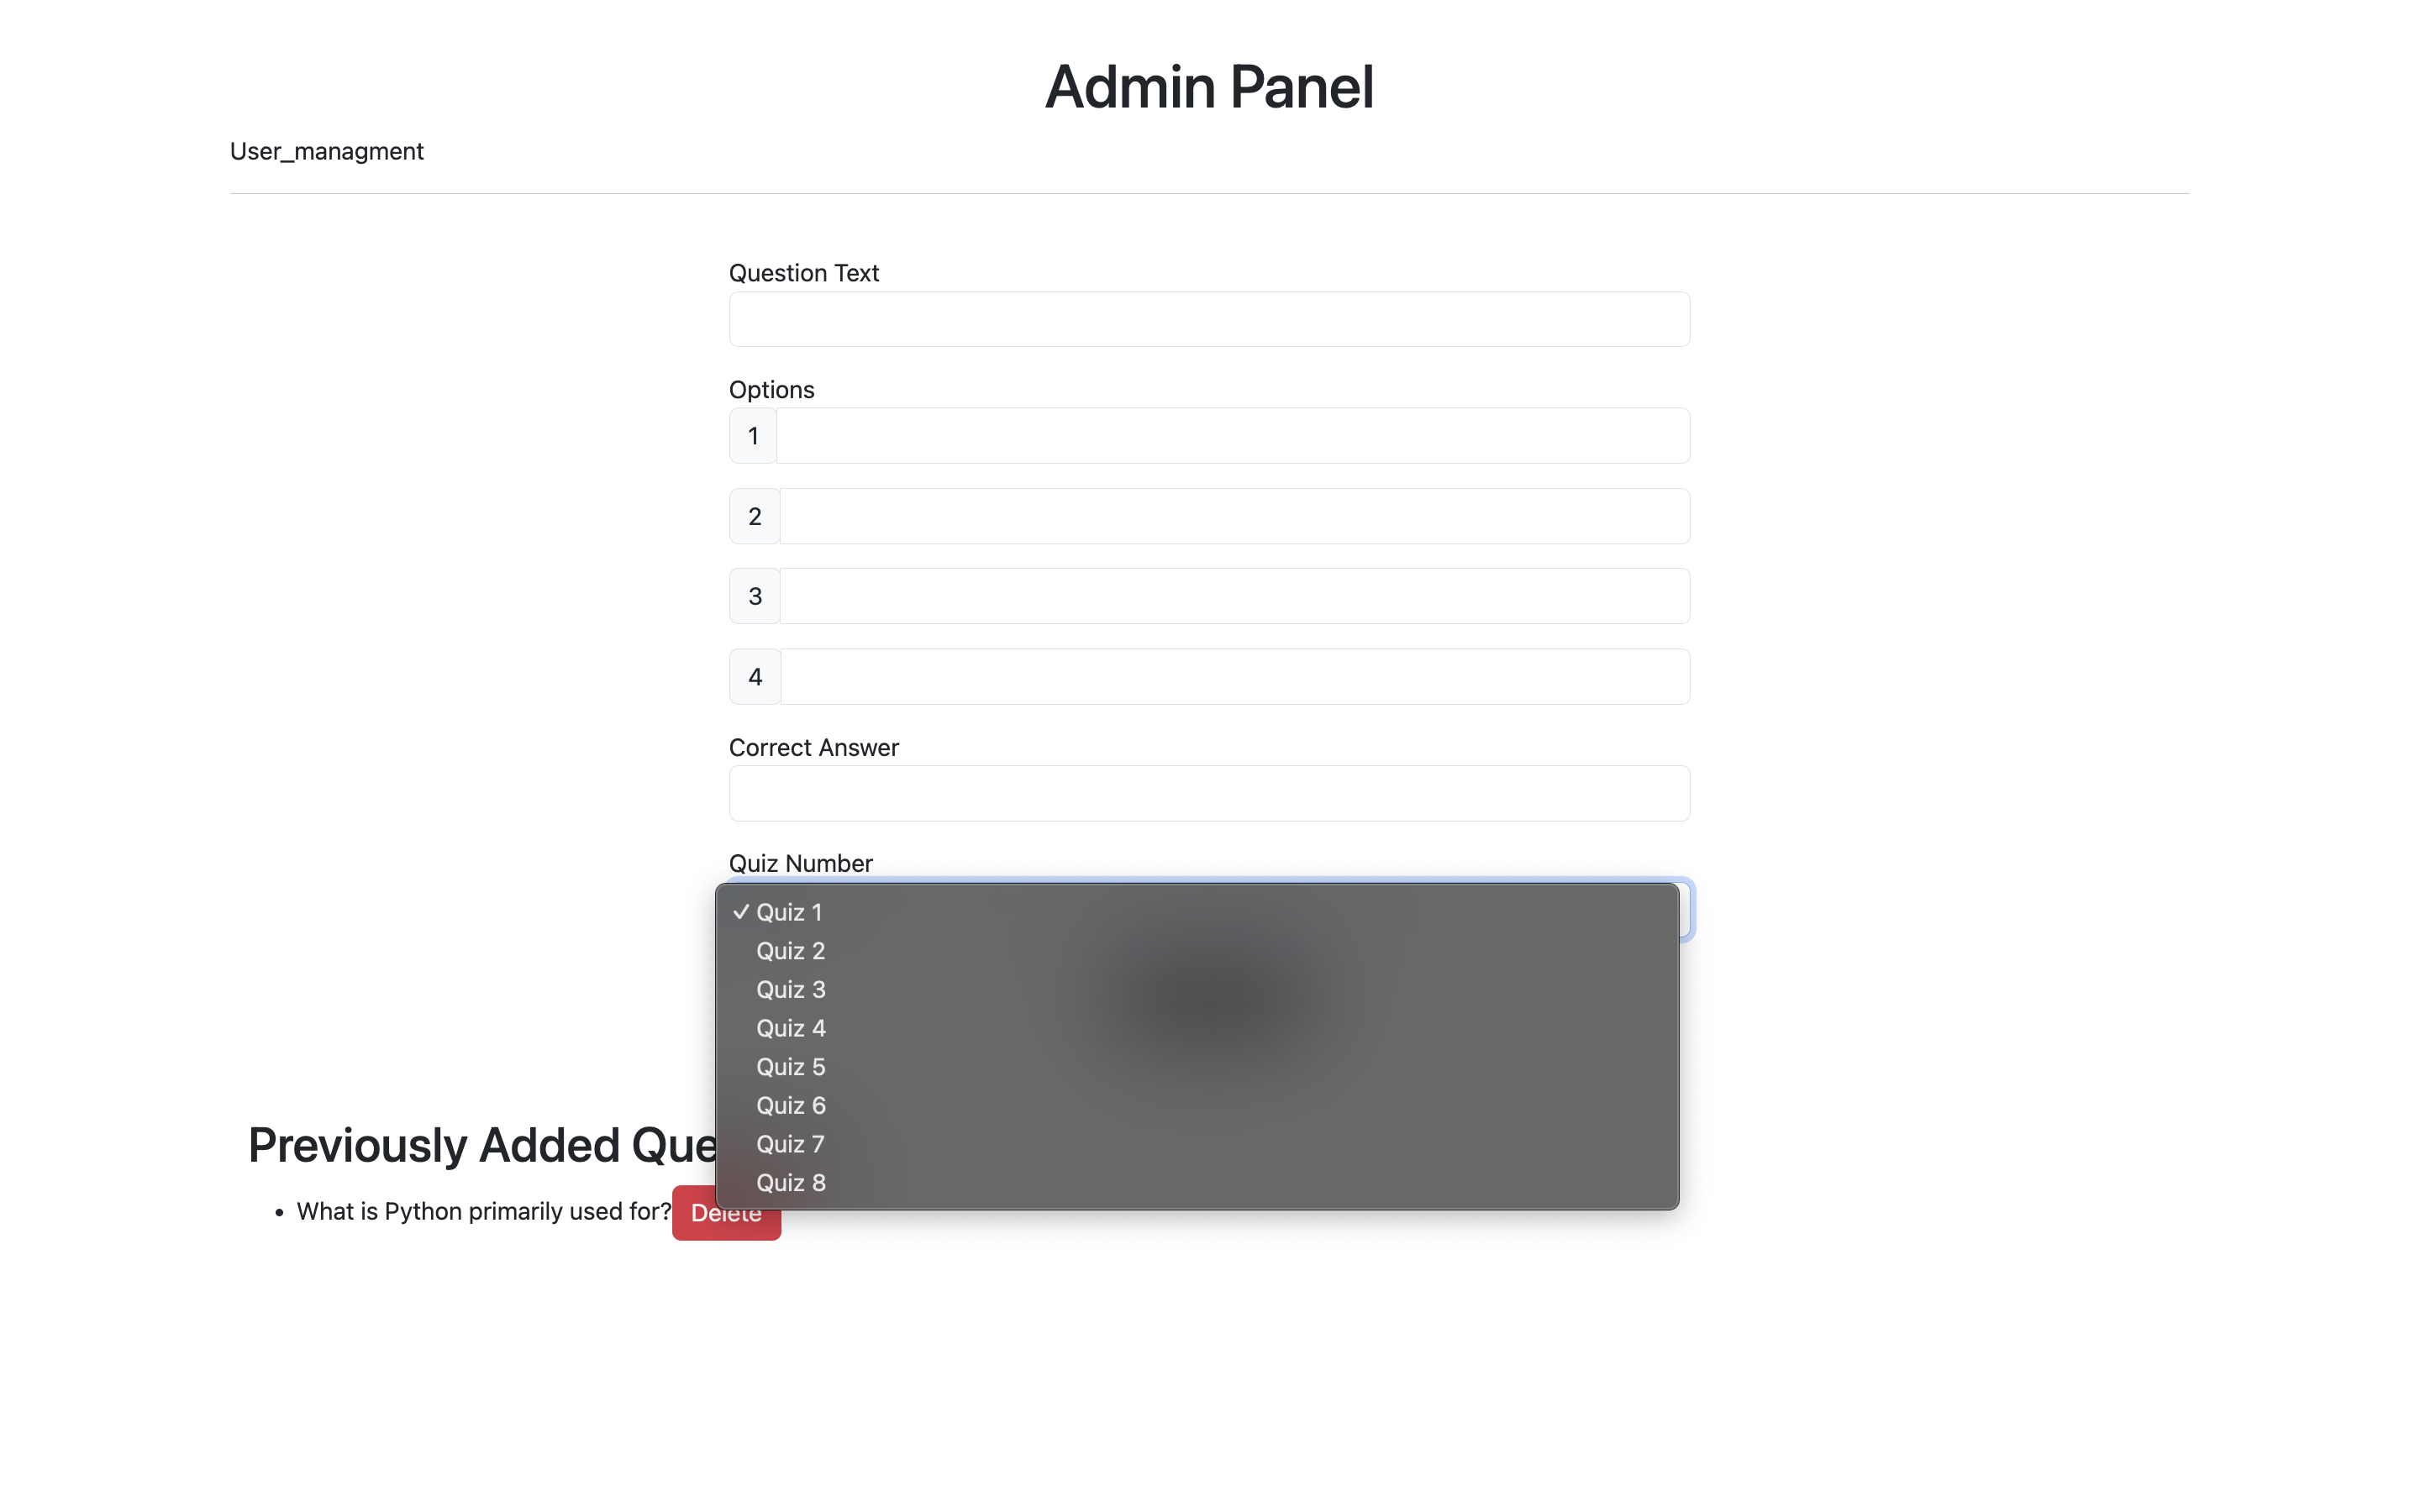 Admin Panel
User_managment
Question Text
Options
1
2
3
4
Correct Answer
Quiz Number
✓ Quiz 1
Quiz 2
Quiz 3
Quiz 4
Quiz 5
Quiz 6
Quiz 7
Quiz 8
Previously Added Que
• What is Python primarily used for? Delete